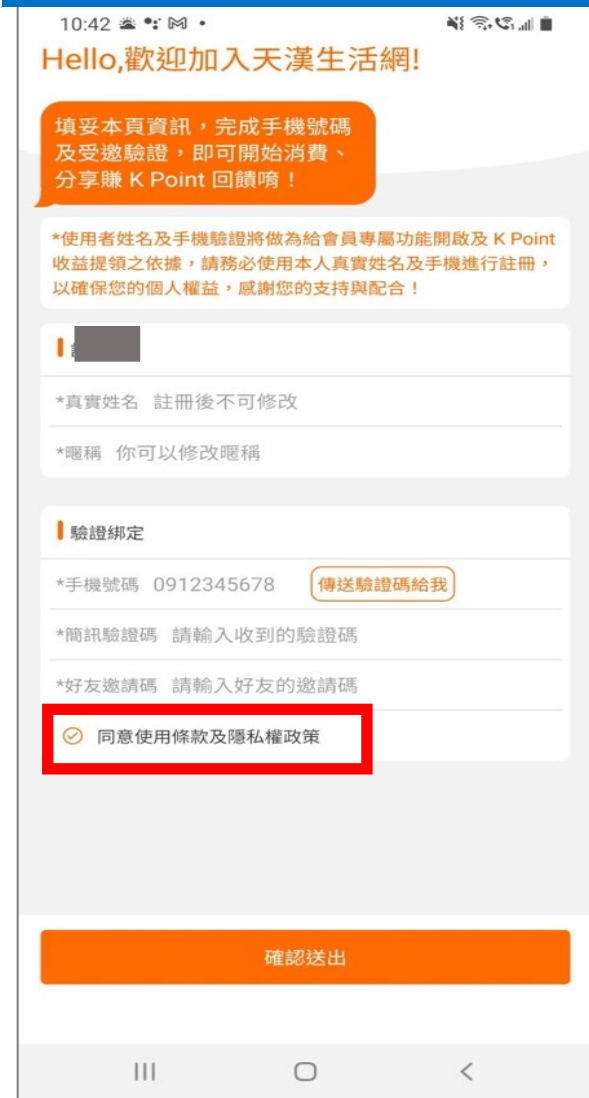 10:42
Hello,歡迎加入天漢生活網!
填妥本頁資訊，完成手機號碼
及受邀驗證，即可開始消費、
分享賺 K Point 回饋唷！
*使用者姓名及手機驗證將做為給會員專屬功能開啟及 K Point
收益提領之依據，請務必使用本人真實姓名及手機進行註冊，
以確保您的個人權益，感謝您的支持與配合！
*真實姓名 註冊後不可修改
*暱稱 你可以修改暱稱
驗證綁定
*手機號碼 0912345678 傳送驗證碼給我
*簡訊驗證碼 請輸入收到的驗證碼
*好友邀請碼 請輸入好友的邀請碼
同意使用條款及隱私權政策
確認送出